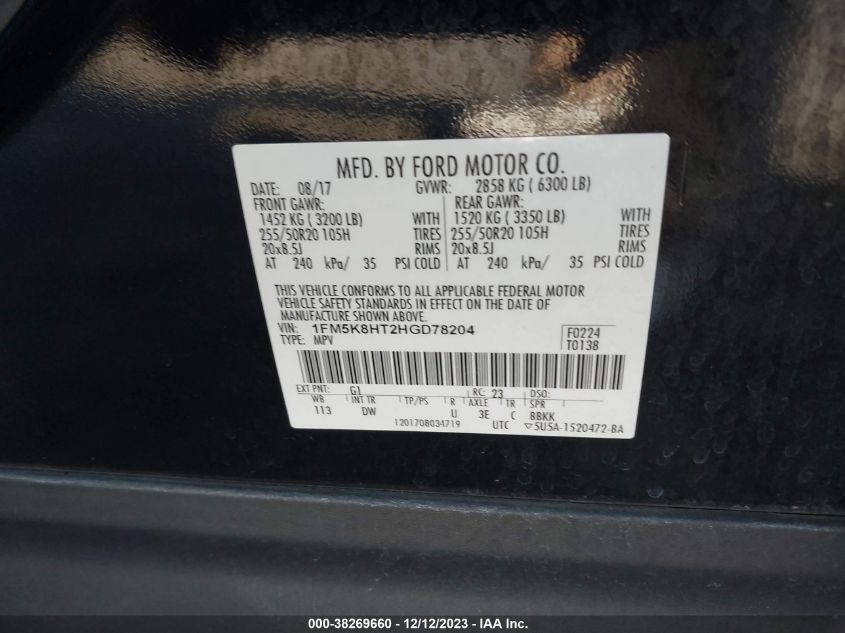 MFD. BY FORD MOTOR CO.
DATE: 08/17 GVWR: 2858 KG ( 6300 LB)
FRONT GAWR: REAR GAWR:
1452 KG ( 3200 LB) WITH 1520 KG ( 3350 LB) WITH
255/50R20 105H TIRES 255/50R20 105H TIRES
20x8.5J RIMS 20x8.5J RIMS
AT 240 kPa/ 35 PSI COLD AT 240 kPa/ 35 PSI COLD
THIS VEHICLE CONFORMS TO ALL APPLICABLE FEDERAL MOTOR
VEHICLE SAFETY STANDARDS IN EFFECT ON THE DATE OF
MANUFACTURE SHOWN ABOVE.
VIN: 1FM5K8HT2HGD78204 F0224
TYPE: MPV T0138
EXT PNT: G1 RC: 23 DSO:
WB INT TR TP/PS R AXLE TR SPR
113 DW U 3E C BBKK
1201708034719 UTC ▽5U5A-1520472-BA
000-38269660 - 12/12/2023 - IAA Inc.